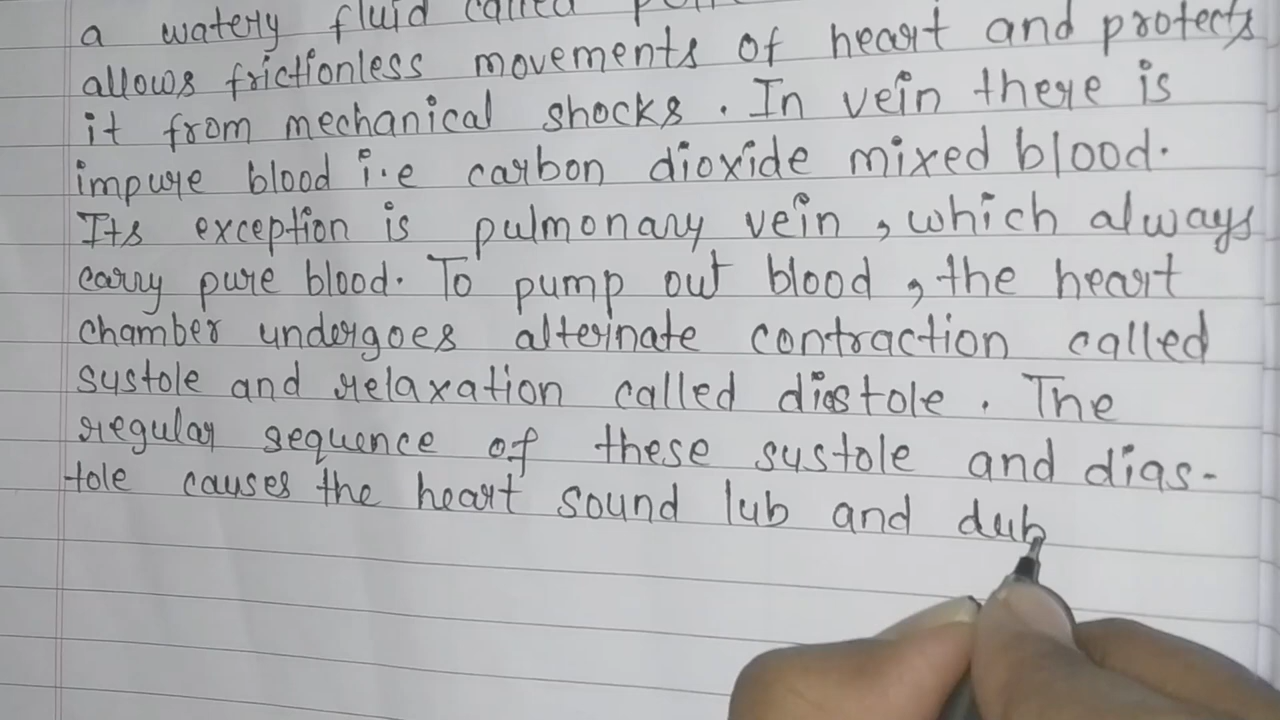 a watery fluid called
allows frictionless movements of heart and protects
it from mechanical shocks. In vein there is
impure blood i.e carbon dioxide mixed blood.
Its exception is pulmonary vein, which always
carry pure blood. To pump out blood, the heart
chamber undergoes alternate contraction called
systole and relaxation called diastole. The
regular sequence of these systole and dias-
tole causes the heart sound lub and dub